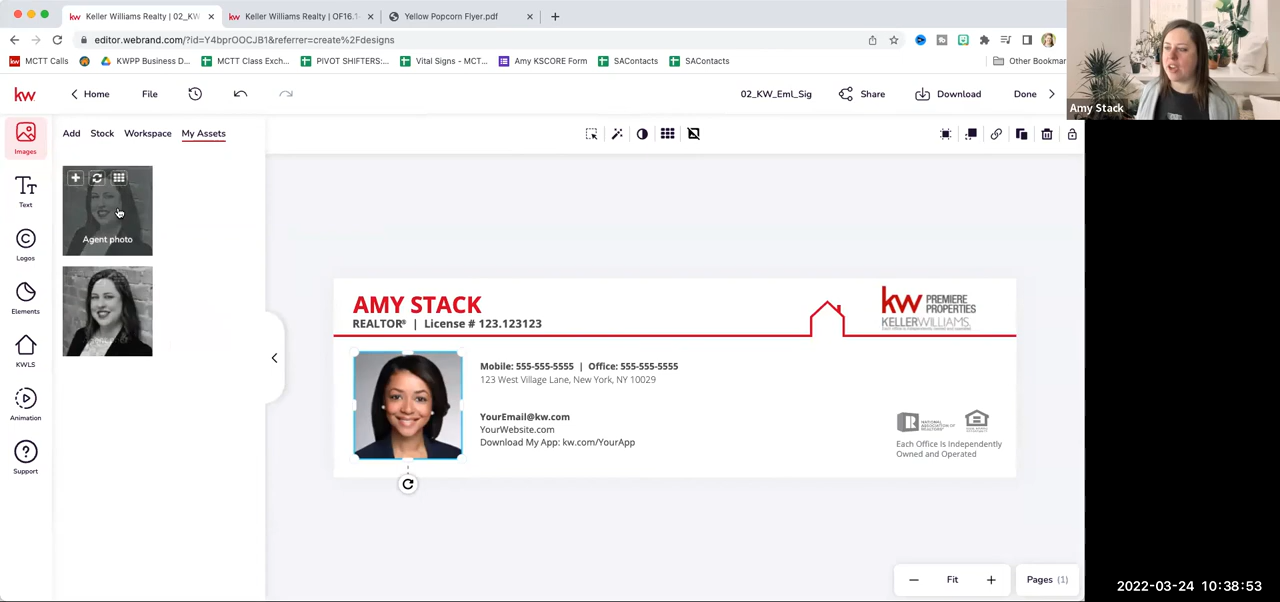 Keller Williams Realty | 02_KW
Keller Williams Realty | OF16.1
Yellow Popcorn Flyer.pdf
editor.webrand.com/?id=Y4bprOOCJB1&referrer=create%2Fdesigns
MCTT Calls
KWPP Business D...
MCTT Class Exch...
PIVOT SHIFTERS:...
Vital Signs - MCT...
Amy KSCORE Form
SAContacts
SAContacts
Other Bookmar
kw
Home
File
02_KW_Eml_Sig
Share
Download
Done
Amy Stack
Images
Text
Logos
Elements
KWLS
Animation
Support
Add
Stock
Workspace
My Assets
Agent photo
AMY STACK
REALTOR® | License # 123.123123
kw PREMIERE
PROPERTIES
KELLERWILLIAMS.
Mobile: 555-555-5555 | Office: 555-555-5555
123 West Village Lane, New York, NY 10029
YourEmail@kw.com
YourWebsite.com
Download My App: kw.com/YourApp
Each Office Is Independently
Owned and Operated
Fit
Pages (1)
2022-03-24 10:38:53